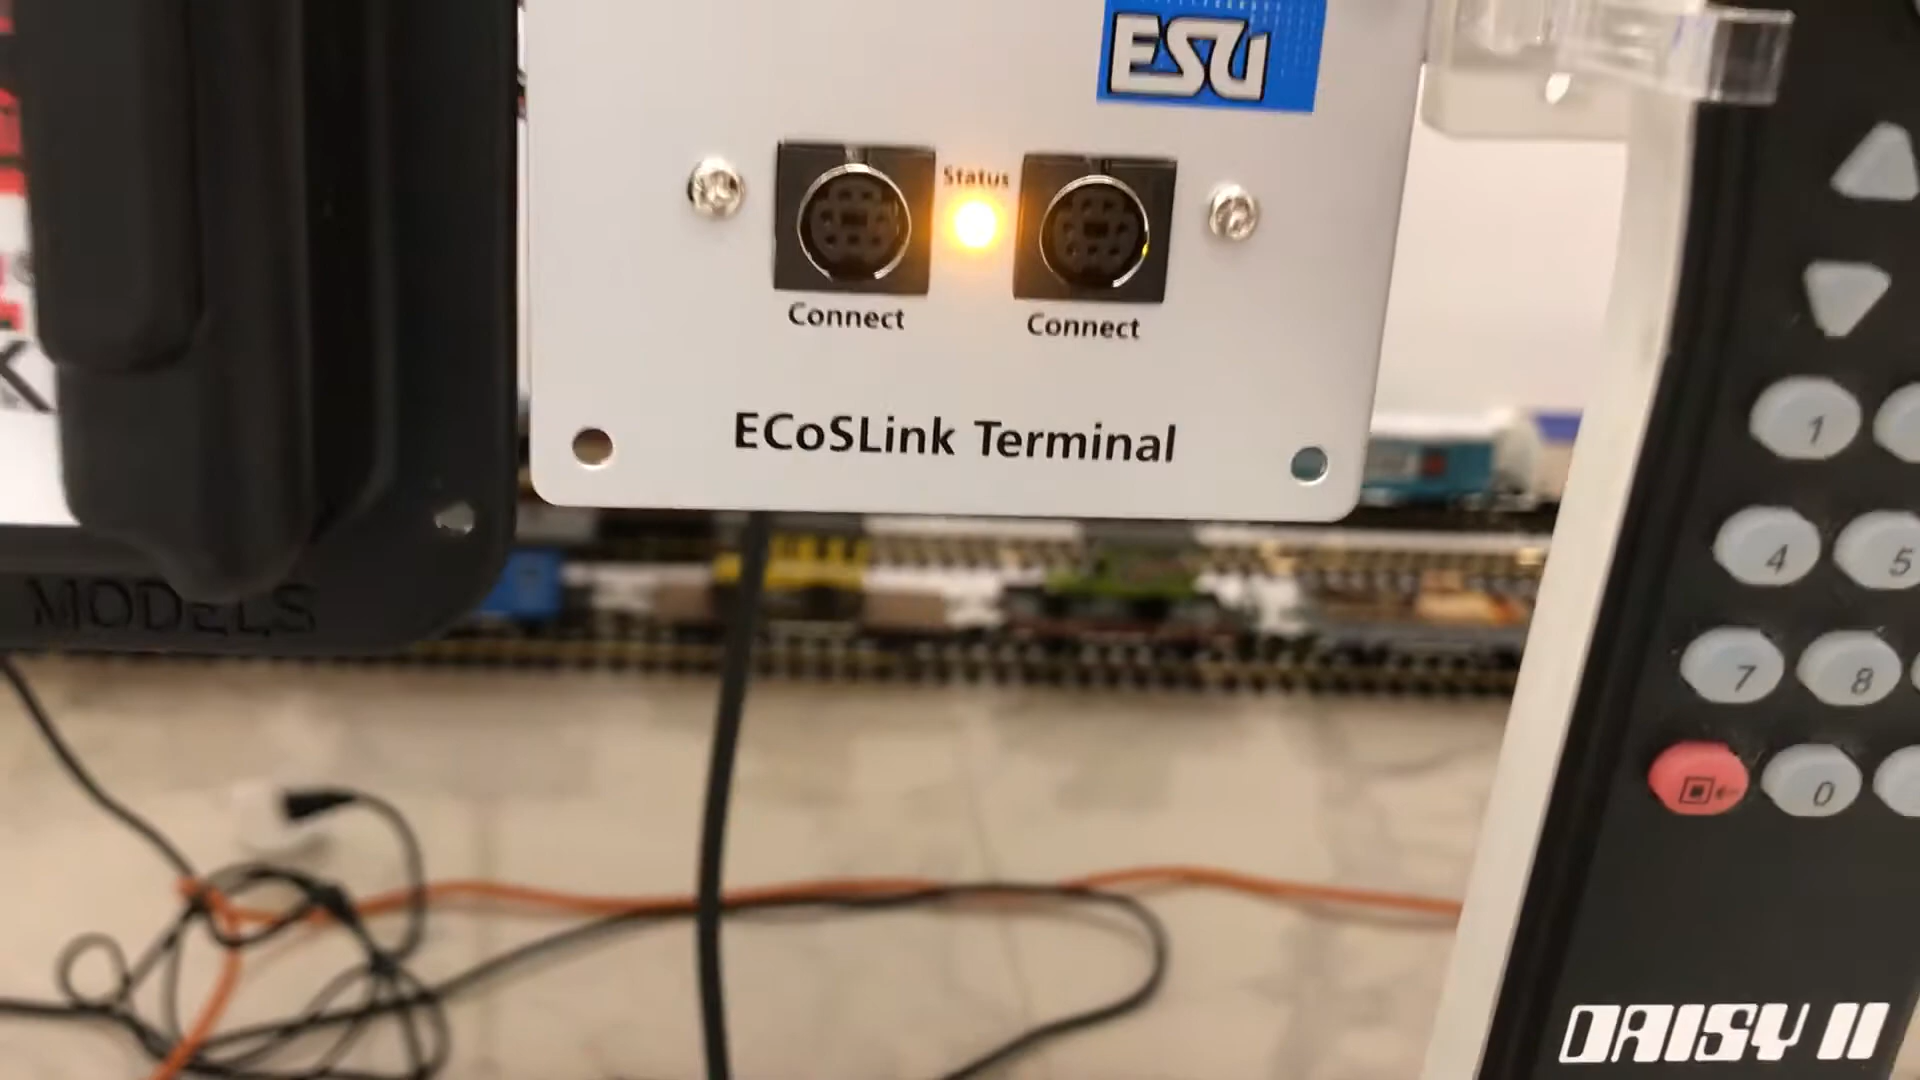 ESU
Status
Connect
Connect
ECoSLink Terminal
K
MODELS
1
4
5
7
8
0
DAISY II